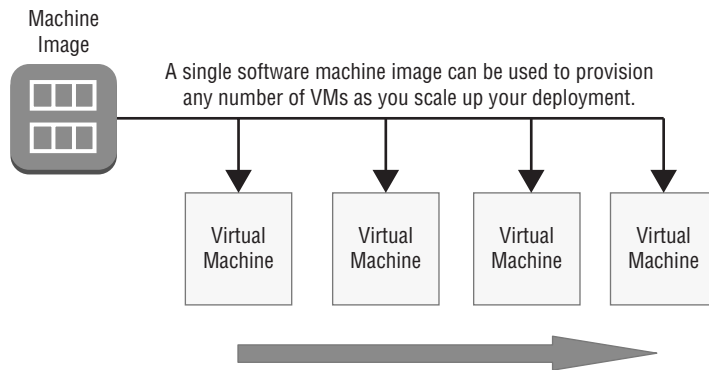 Machine
Image
A single software machine image can be used to provision
any number of VMs as you scale up your deployment.
Virtual
Machine
Virtual
Machine
Virtual
Machine
Virtual
Machine